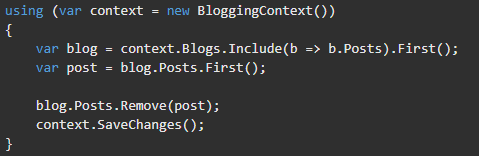 using (var context = new BloggingContext())
{
    var blog = context.Blogs.Include(b => b.Posts).First();
    var post = blog.Posts.First();

    blog.Posts.Remove(post);
    context.SaveChanges();
}